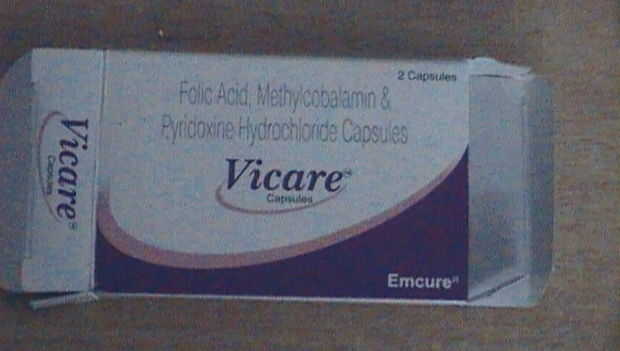 2 Capsules
Folic Acid, Methylcobalamin &
Pyridoxine Hydrochloride Capsules
Vicare
Capsules
Emcure
Vicare
Capsules